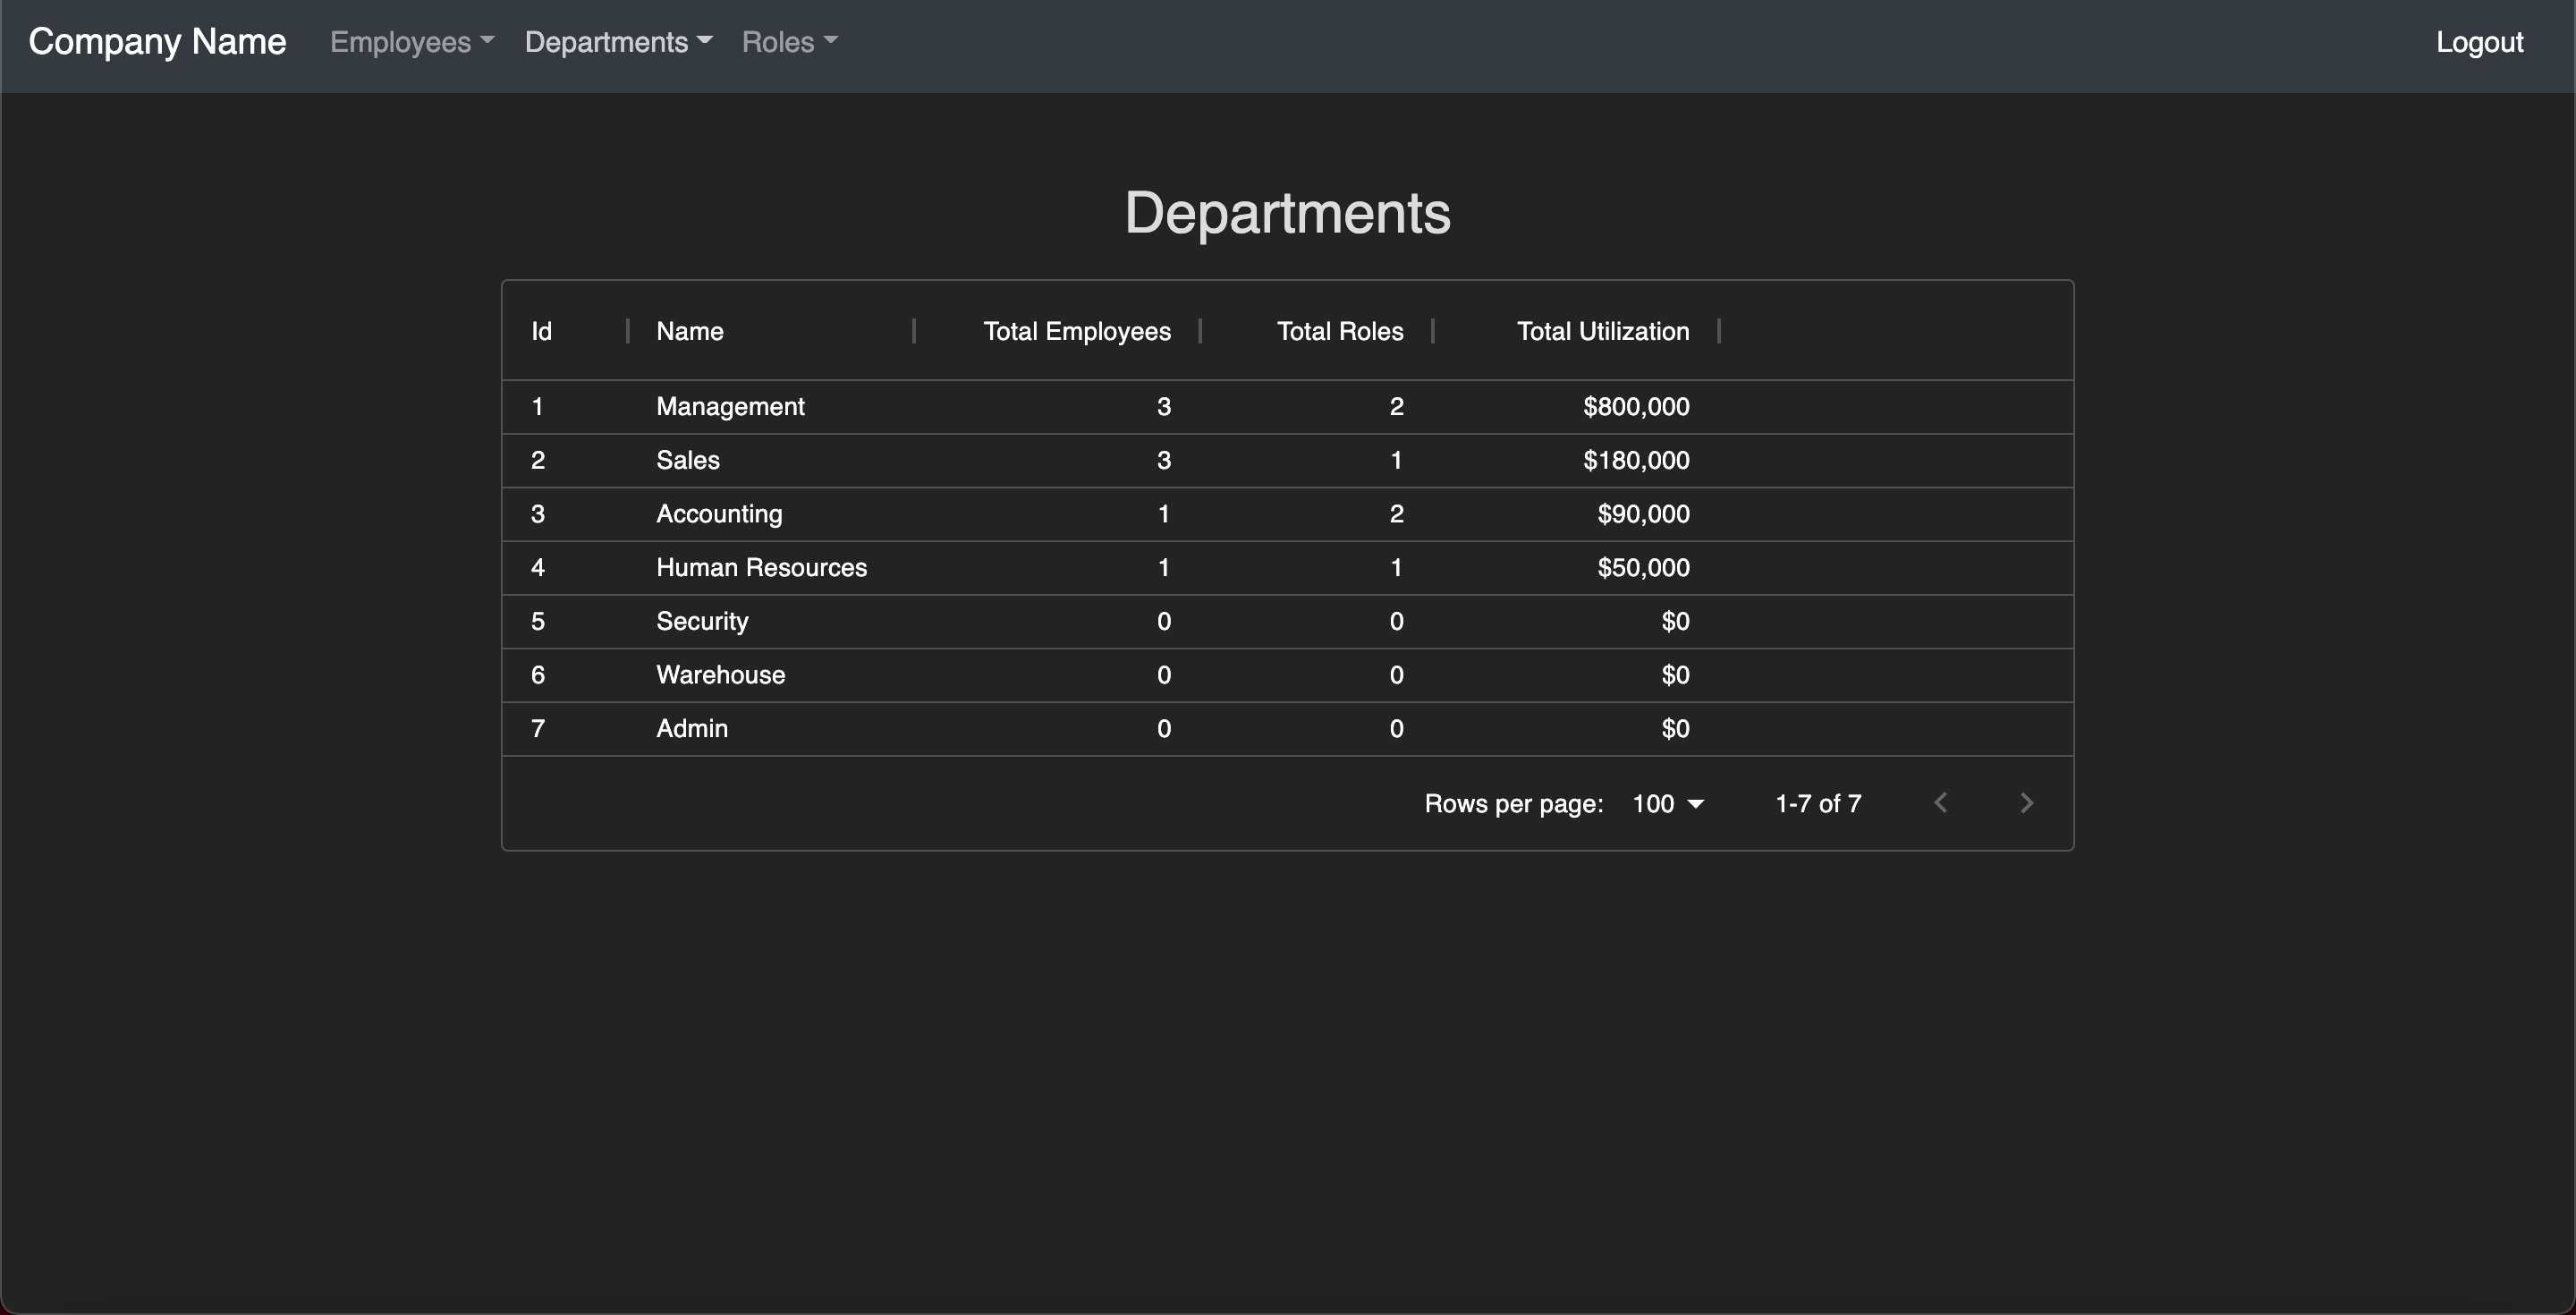 Company Name Employees Departments Roles Logout
Departments
Id Name Total Employees Total Roles Total Utilization
1 Management 3 2 $800,000
2 Sales 3 1 $180,000
3 Accounting 1 2 $90,000
4 Human Resources 1 1 $50,000
5 Security 0 0 $0
6 Warehouse 0 0 $0
7 Admin 0 0 $0
Rows per page: 100 1-7 of 7